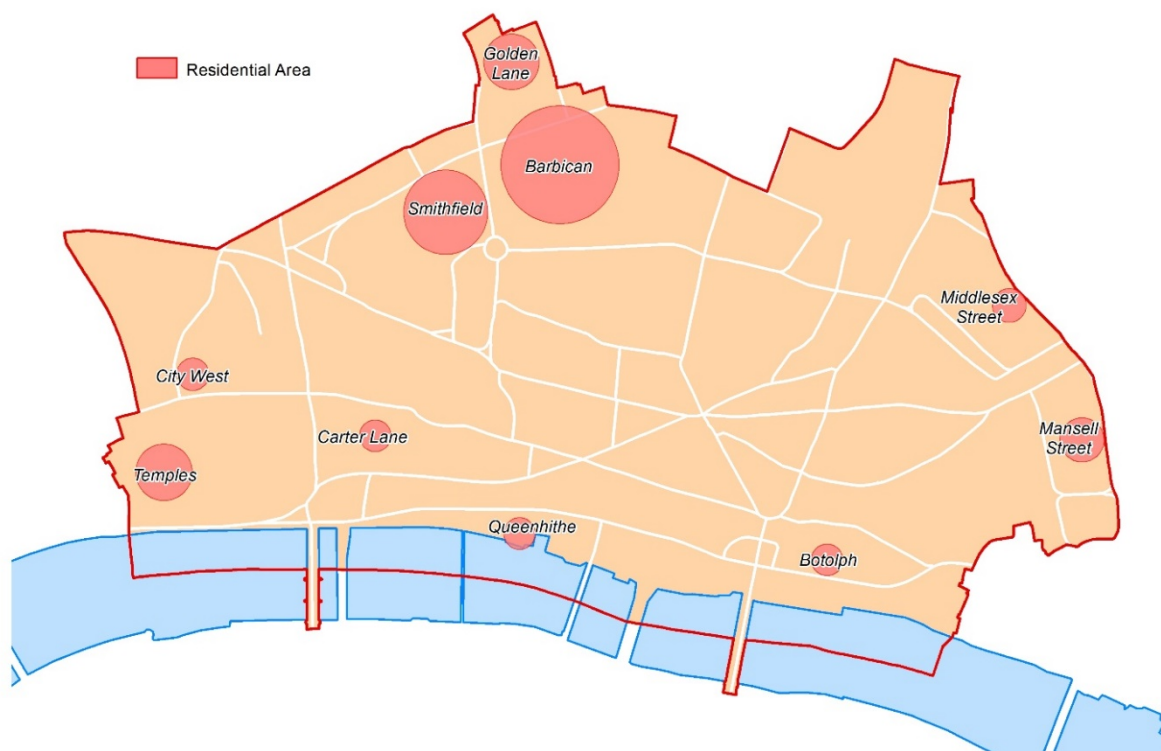 Golden
Lane
Residential Area
Barbican
Smithfield
Middlesex
Street
City West
Carter Lane
Mansell
Street
Temples
Queenhithe
Botolph